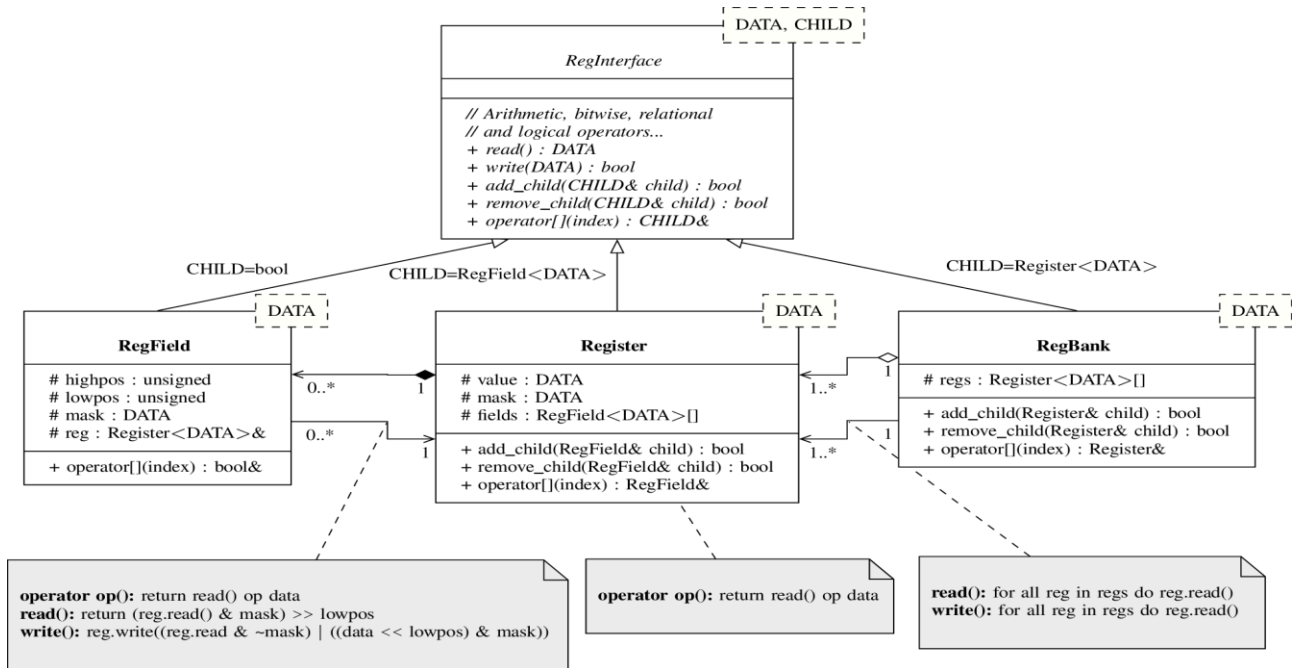 DATA, CHILD
RegInterface
// Arithmetic, bitwise, relational
// and logical operators...
+ read() : DATA
+ write(DATA) : bool
+ add_child(CHILD& child) : bool
+ remove_child(CHILD& child) : bool
+ operator[](index) : CHILD&
CHILD=bool
CHILD=RegField<DATA>
CHILD=Register<DATA>
DATA
RegField
# highpos : unsigned
# lowpos : unsigned
# mask : DATA
# reg : Register<DATA>&
+ operator[](index) : bool&
0..*
1
0..*
1
DATA
Register
# value : DATA
# mask : DATA
# fields : RegField<DATA>[]
+ add_child(RegField& child) : bool
+ remove_child(RegField& child) : bool
+ operator[](index) : RegField&
1..*
1
1..*
1
DATA
RegBank
# regs : Register<DATA>[]
+ add_child(Register& child) : bool
+ remove_child(Register& child) : bool
+ operator[](index) : Register&
operator op(): return read() op data
read(): return (reg.read() & mask) >> lowpos
write(): reg.write((reg.read & ~mask) | ((data << lowpos) & mask))
operator op(): return read() op data
read(): for all reg in regs do reg.read()
write(): for all reg in regs do reg.read()